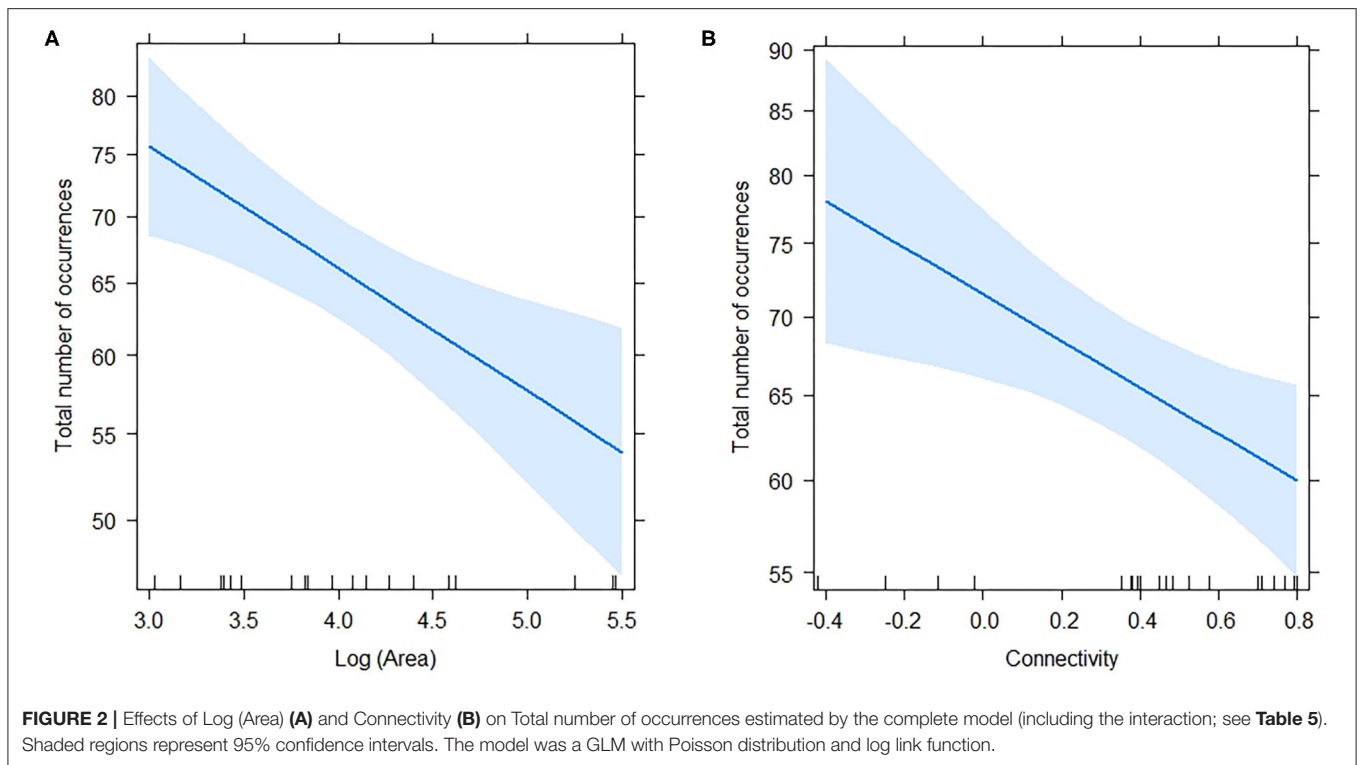 A
Total number of occurrences
80
75
70
65
60
55
50
3.0 3.5 4.0 4.5 5.0 5.5
Log (Area)
B
Total number of occurrences
90
85
80
75
70
65
60
55
-0.4 -0.2 0.0 0.2 0.4 0.6 0.8
Connectivity
FIGURE 2 | Effects of Log (Area) (A) and Connectivity (B) on Total number of occurrences estimated by the complete model (including the interaction; see Table 5).
Shaded regions represent 95% confidence intervals. The model was a GLM with Poisson distribution and log link function.